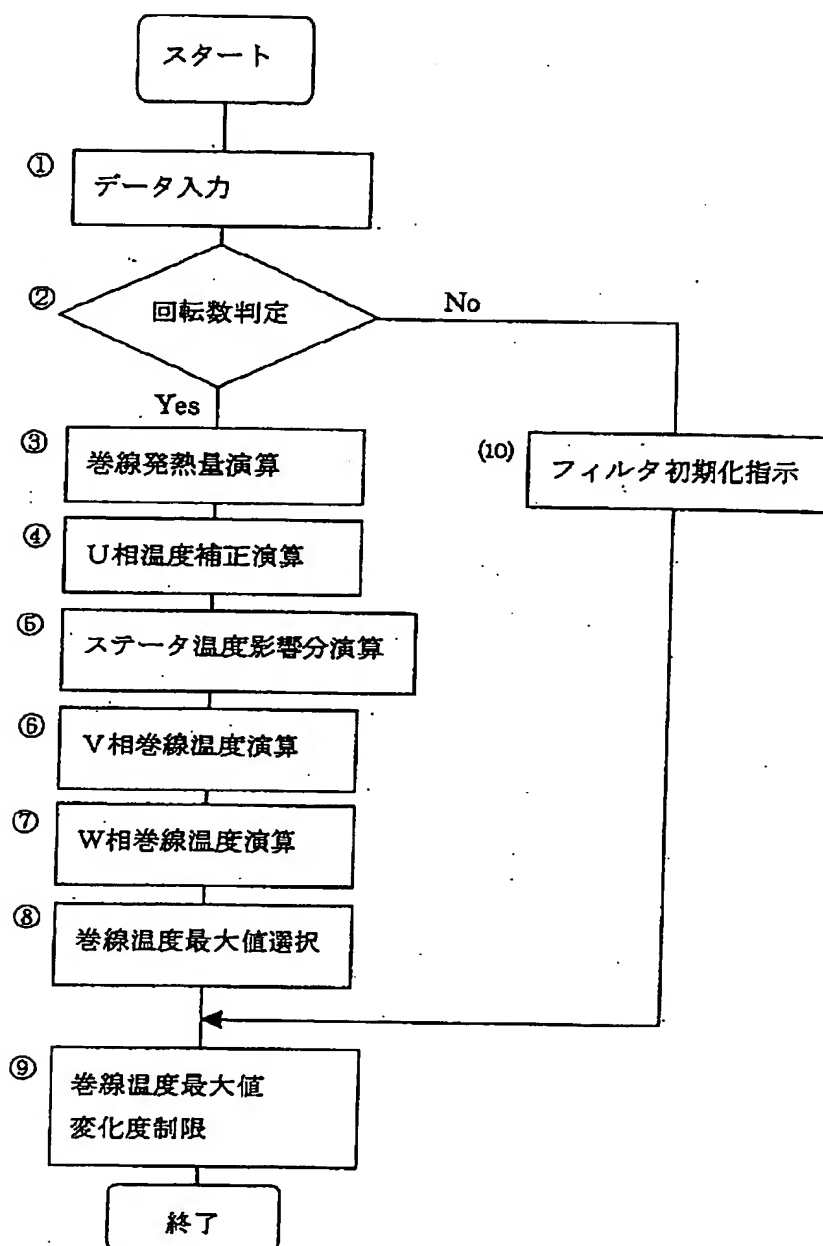 スタート
①
データ入力
②
回転数判定
No
Yes
③
巻線発熱量演算
(10)
フィルタ初期化指示
④
U相温度補正演算
⑤
ステータ温度影響分演算
⑥
V相巻線温度演算
⑦
W相巻線温度演算
⑧
巻線温度最大値選択
⑨
巻線温度最大値
変化度制限
終了